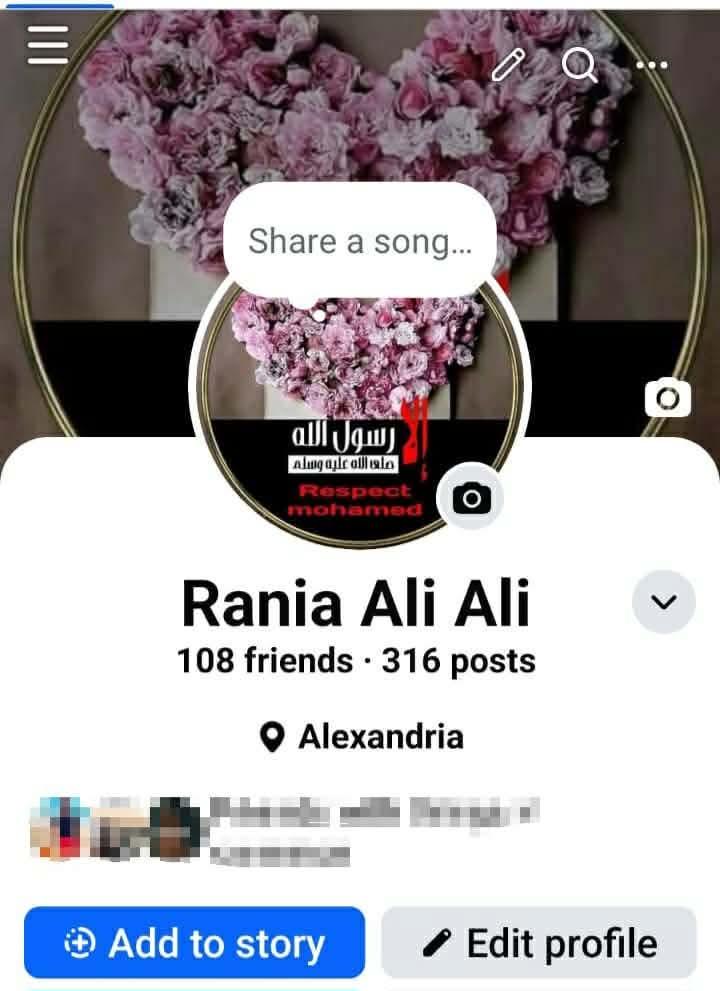 Share a song...
إلا
رسول الله
صلى الله عليه وسلم
Respect
mohamed
Rania Ali Ali
108 friends · 316 posts
Alexandria
Add to story
Edit profile